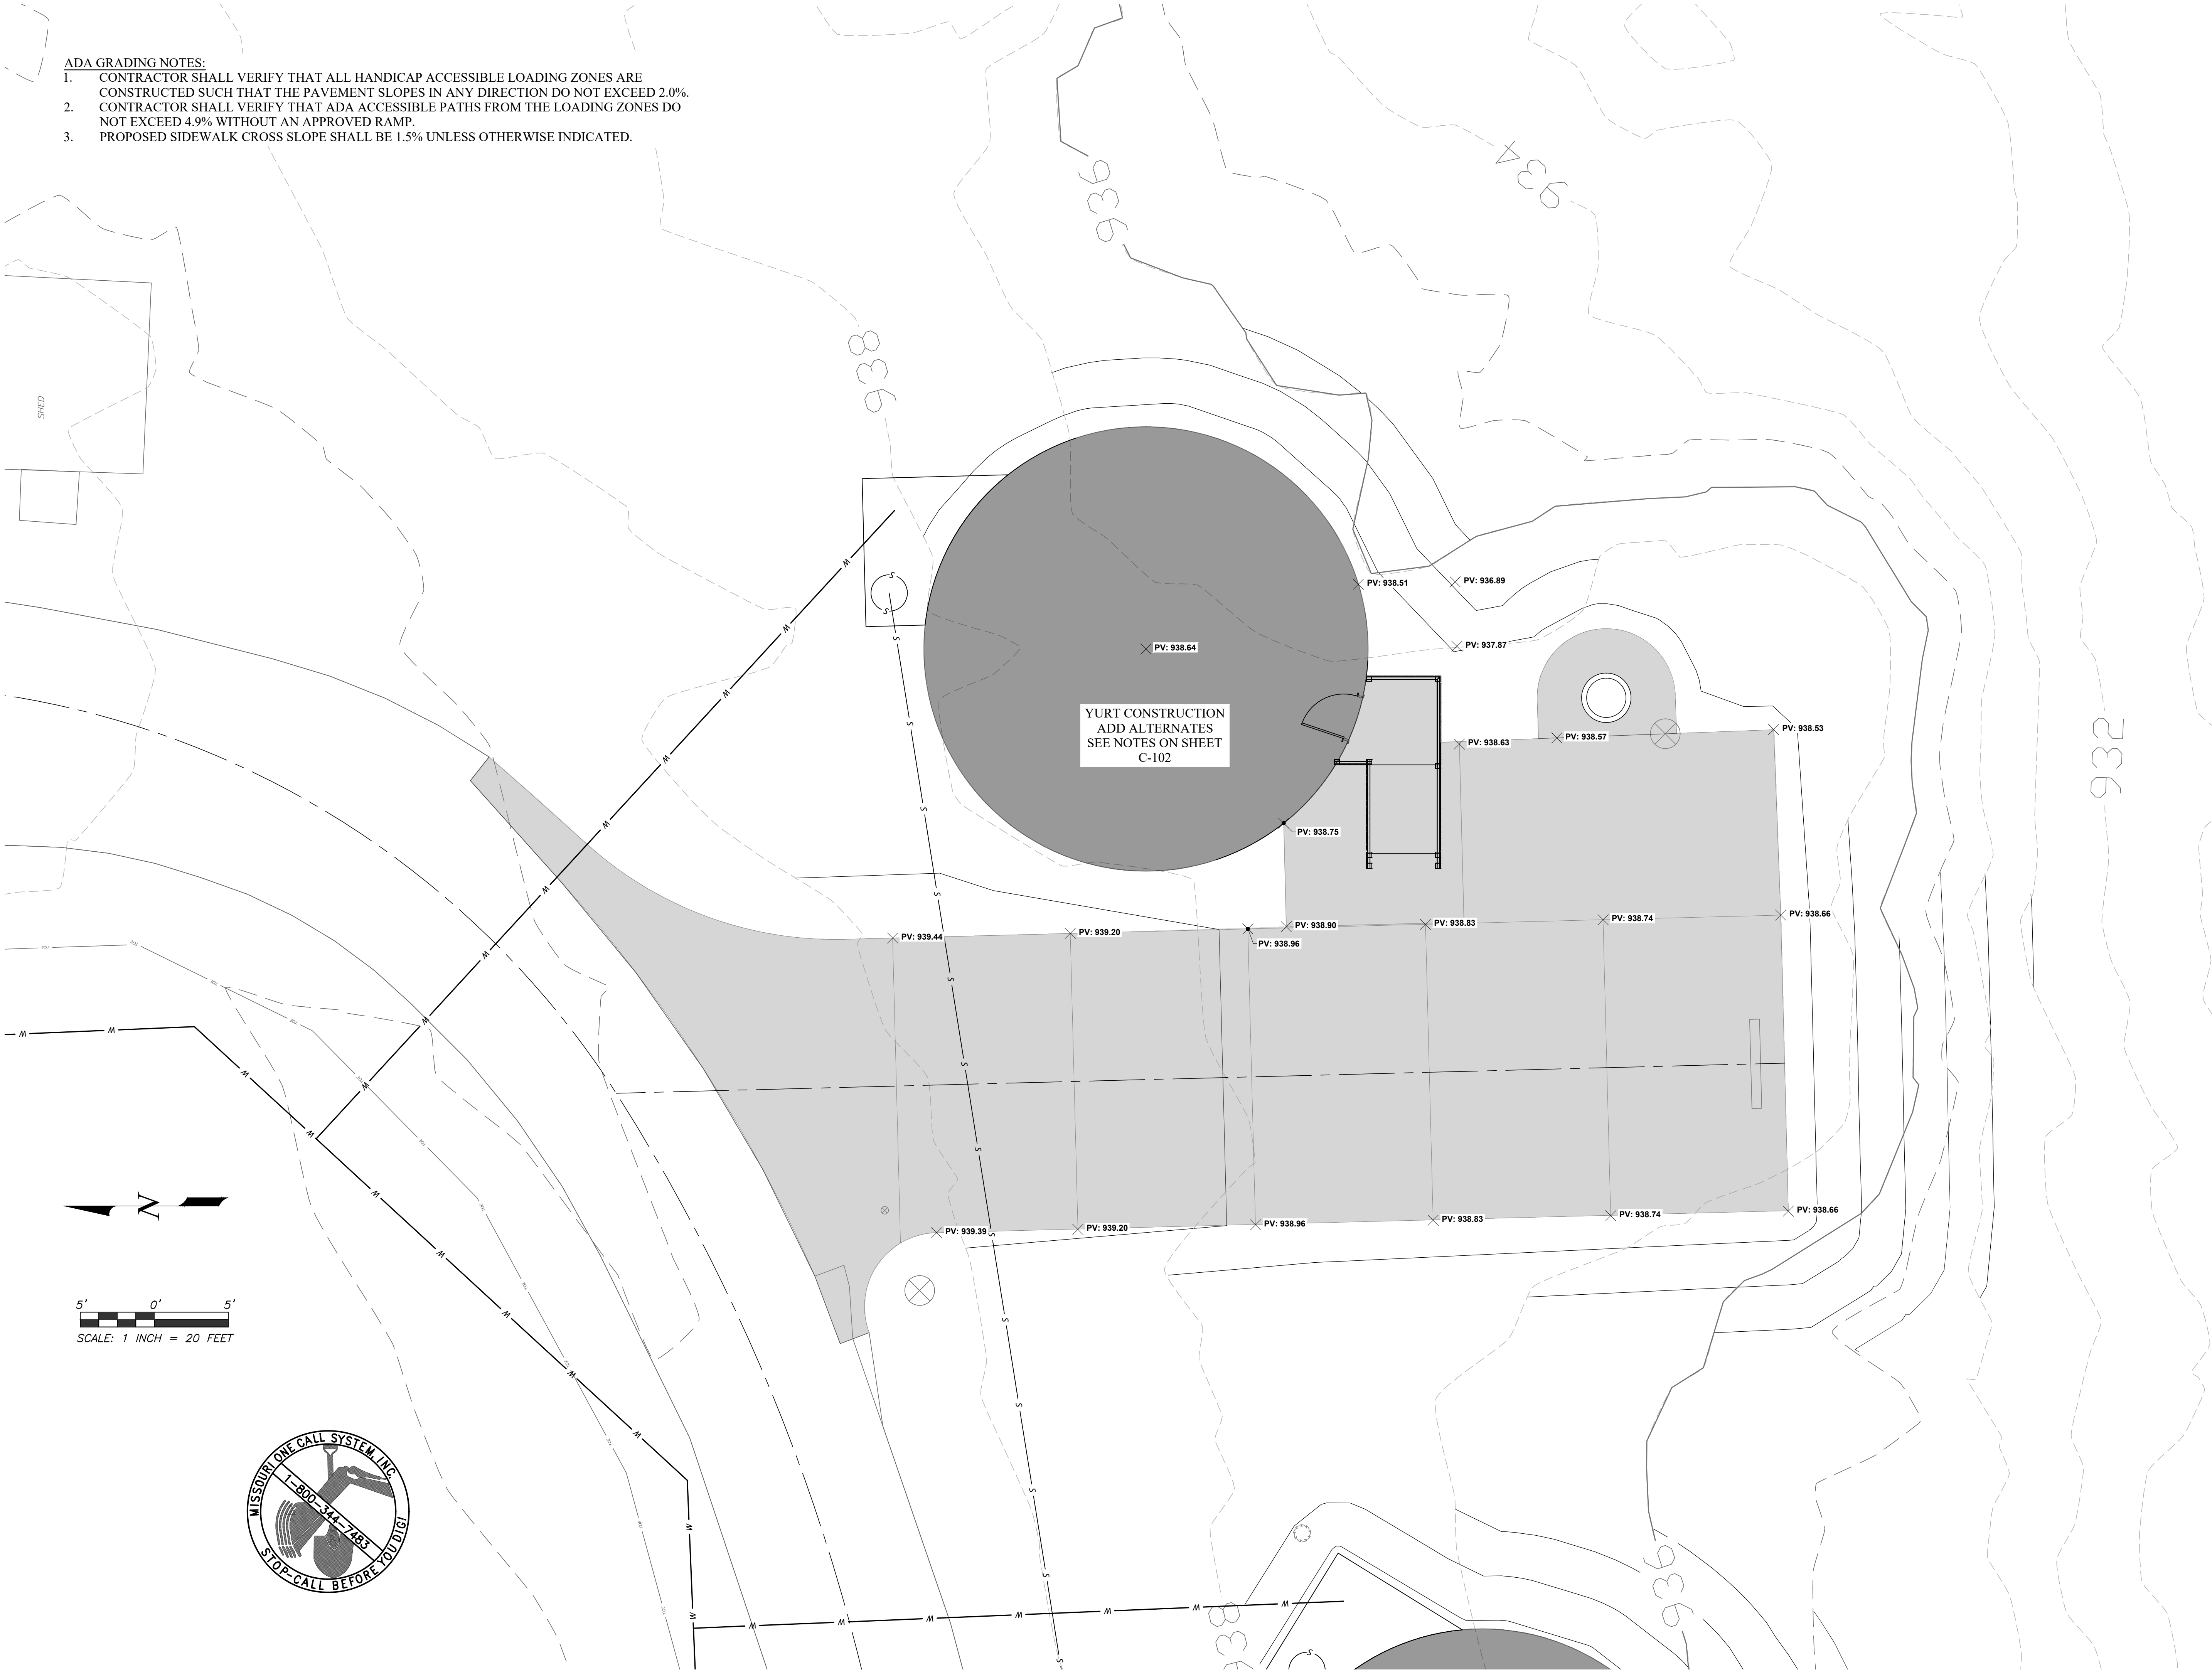 ADA GRADING NOTES:
1. CONTRACTOR SHALL VERIFY THAT ALL HANDICAP ACCESSIBLE LOADING ZONES ARE
CONSTRUCTED SUCH THAT THE PAVEMENT SLOPES IN ANY DIRECTION DO NOT EXCEED 2.0%.
2. CONTRACTOR SHALL VERIFY THAT ADA ACCESSIBLE PATHS FROM THE LOADING ZONES DO
NOT EXCEED 4.9% WITHOUT AN APPROVED RAMP.
3. PROPOSED SIDEWALK CROSS SLOPE SHALL BE 1.5% UNLESS OTHERWISE INDICATED.
936
934
938
SHED
PV: 938.51
PV: 936.89
PV: 937.87
PV: 938.64
YURT CONSTRUCTION
ADD ALTERNATES
SEE NOTES ON SHEET
C-102
PV: 938.63
PV: 938.57
PV: 938.53
932
PV: 938.75
PV: 939.44
PV: 939.20
PV: 938.96
PV: 938.90
PV: 938.83
PV: 938.74
PV: 938.66
PV: 939.39
PV: 939.20
PV: 938.96
PV: 938.83
PV: 938.74
PV: 938.66
N
5' 0' 5'
SCALE: 1 INCH = 20 FEET
MISSOURI ONE CALL SYSTEM, INC.
1-800-344-7483
STOP-CALL BEFORE YOU DIG!
938
936